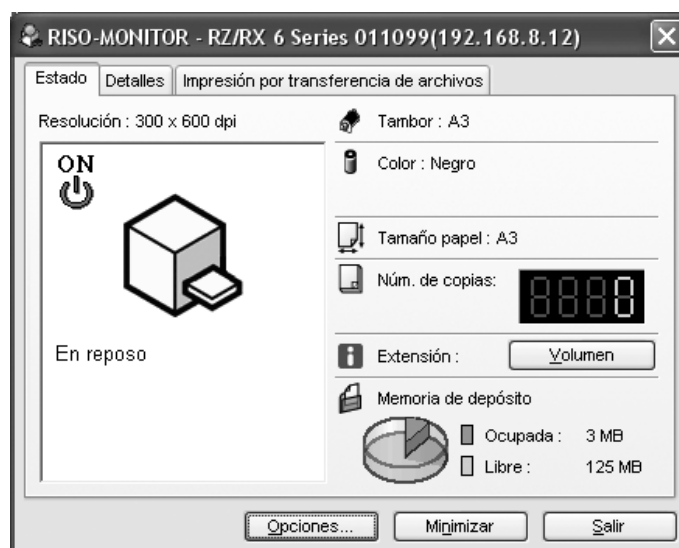 RISO-MONITOR - RZ/RX 6 Series 011099(192.168.8.12)
Estado Detalles Impresión por transferencia de archivos
Resolución : 300 x 600 dpi
ON
En reposo
Tambor : A3
Color : Negro
Tamaño papel : A3
Núm. de copias: 0
Extensión : Volumen
Memoria de depósito
Ocupada : 3 MB
Libre : 125 MB
Opciones... Minimizar Salir